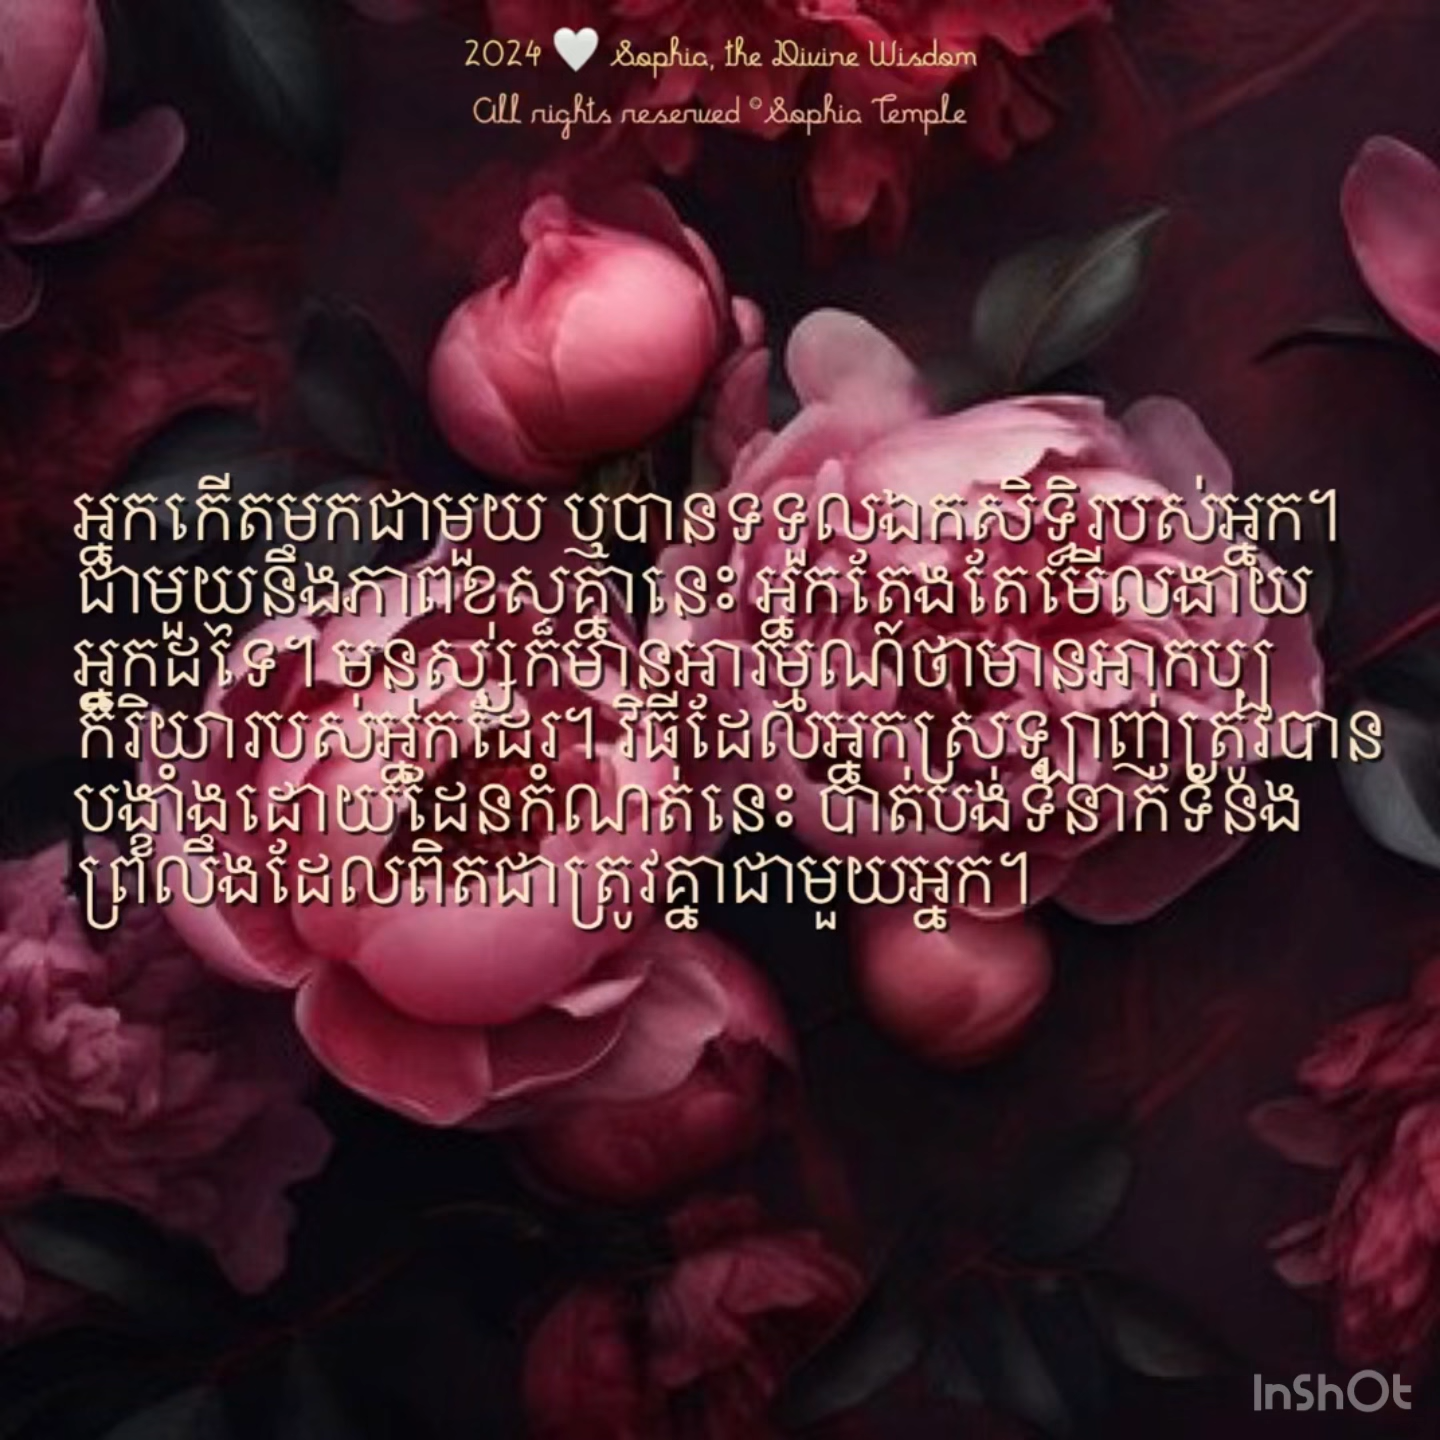 2024 🤍 Sophia, the Divine Wisdom
All rights reserved © Sophia Temple
អ្នកកើតមកជាមួយ ឬបានទទួលឯកសិទ្ធិរបស់អ្នក។
ជាមួយនឹងភាពខុសគ្នានេះ អ្នកតែងតែមើលងាយ
អ្នកដទៃ។ មនុស្សក៏មានអារម្មណ៍ថាមានអាកប្ប
កិរិយារបស់អ្នកដែរ។ វិធីដែលអ្នកស្រឡាញ់ត្រូវបាន
បង្ខាំងដោយដែនកំណត់នេះ បាត់បង់ទំនាក់ទំនង
ព្រលឹងដែលពិតជាត្រូវគ្នាជាមួយអ្នក។
InShOt